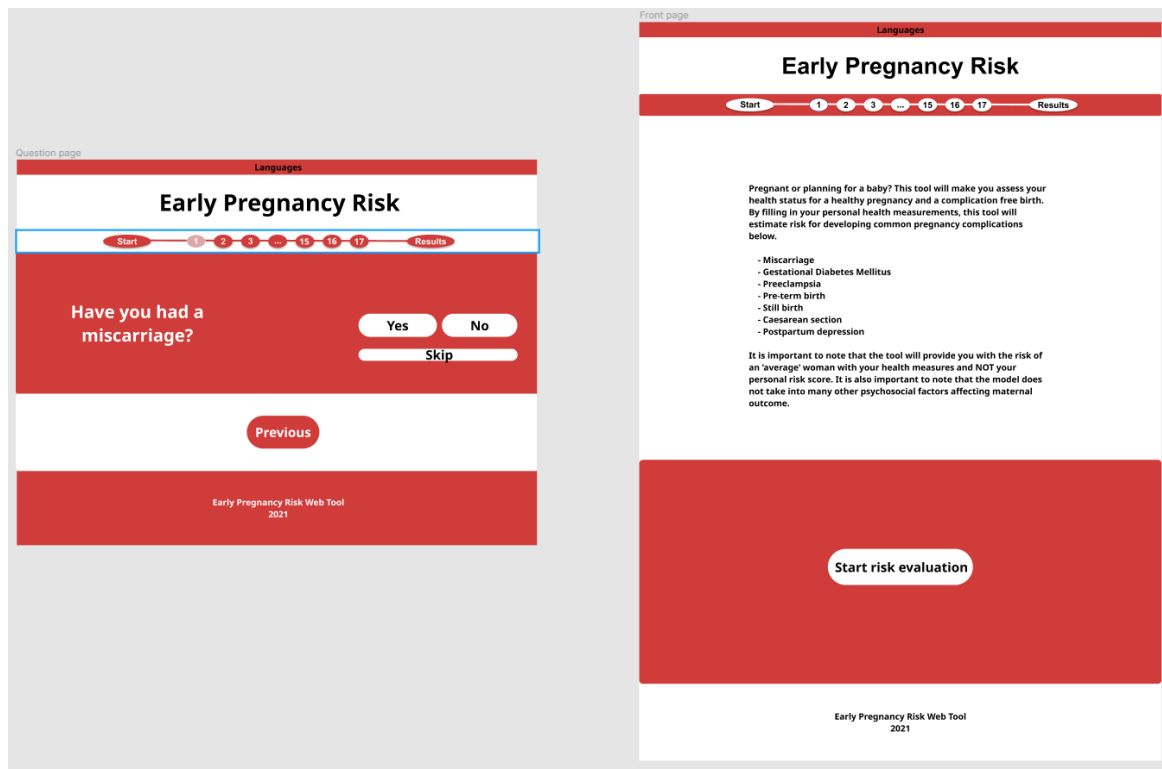 Question page
Languages
Early Pregnancy Risk
Start 1 2 3 ... 15 16 17 Results
Have you had a
miscarriage?
Yes No
Skip
Previous
Early Pregnancy Risk Web Tool
2021
Front page
Languages
Early Pregnancy Risk
Start 1 2 3 ... 15 16 17 Results
Pregnant or planning for a baby? This tool will make you assess your
health status for a healthy pregnancy and a complication free birth.
By filling in your personal health measurements, this tool will
estimate risk for developing common pregnancy complications
below.
- Miscarriage
- Gestational Diabetes Mellitus
- Preeclampsia
- Pre-term birth
- Still birth
- Caesarean section
- Postpartum depression
It is important to note that the tool will provide you with the risk of
an ‘average’ woman with your health measures and NOT your
personal risk score. It is also important to note that the model does
not take into many other psychosocial factors affecting maternal
outcome.
Start risk evaluation
Early Pregnancy Risk Web Tool
2021